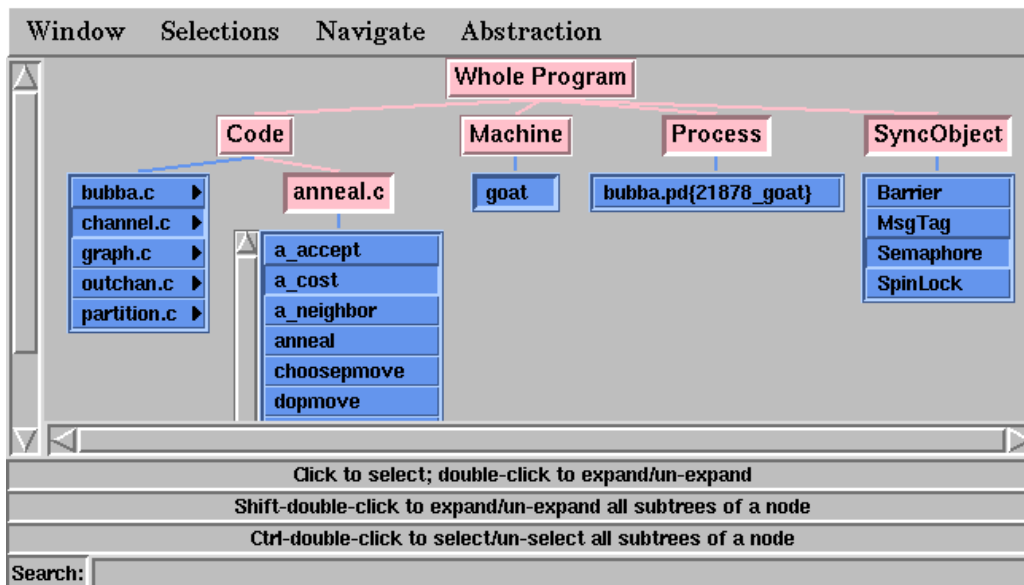 Window Selections Navigate Abstraction
Whole Program
Code Machine Process SyncObject
bubba.c
channel.c
graph.c
outchan.c
partition.c
anneal.c
a_accept
a_cost
a_neighbor
anneal
choosepmove
dopmove
goat
bubba.pd{21878_goat}
Barrier
MsgTag
Semaphore
SpinLock
Click to select; double-click to expand/un-expand
Shift-double-click to expand/un-expand all subtrees of a node
Ctrl-double-click to select/un-select all subtrees of a node
Search: